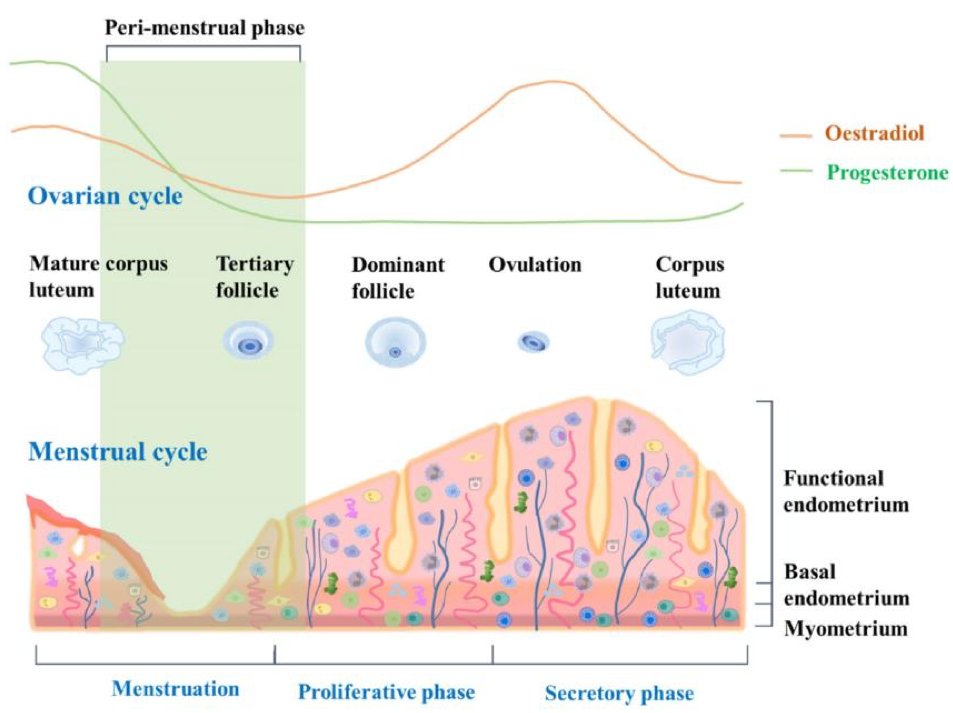 Peri-menstrual phase
Oestradiol
Progesterone
Ovarian cycle
Mature corpus
luteum
Tertiary
follicle
Dominant
follicle
Ovulation
Corpus
luteum
Menstrual cycle
Functional
endometrium
Basal
endometrium
Myometrium
Menstruation
Proliferative phase
Secretory phase